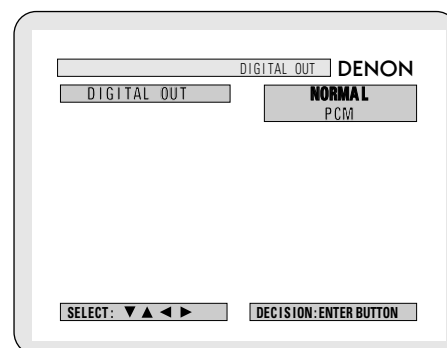 DIGITAL OUT DENON
DIGITAL OUT NORMAL
PCM
SELECT: ▼ ▲ ◄ ► DECISION:ENTER BUTTON